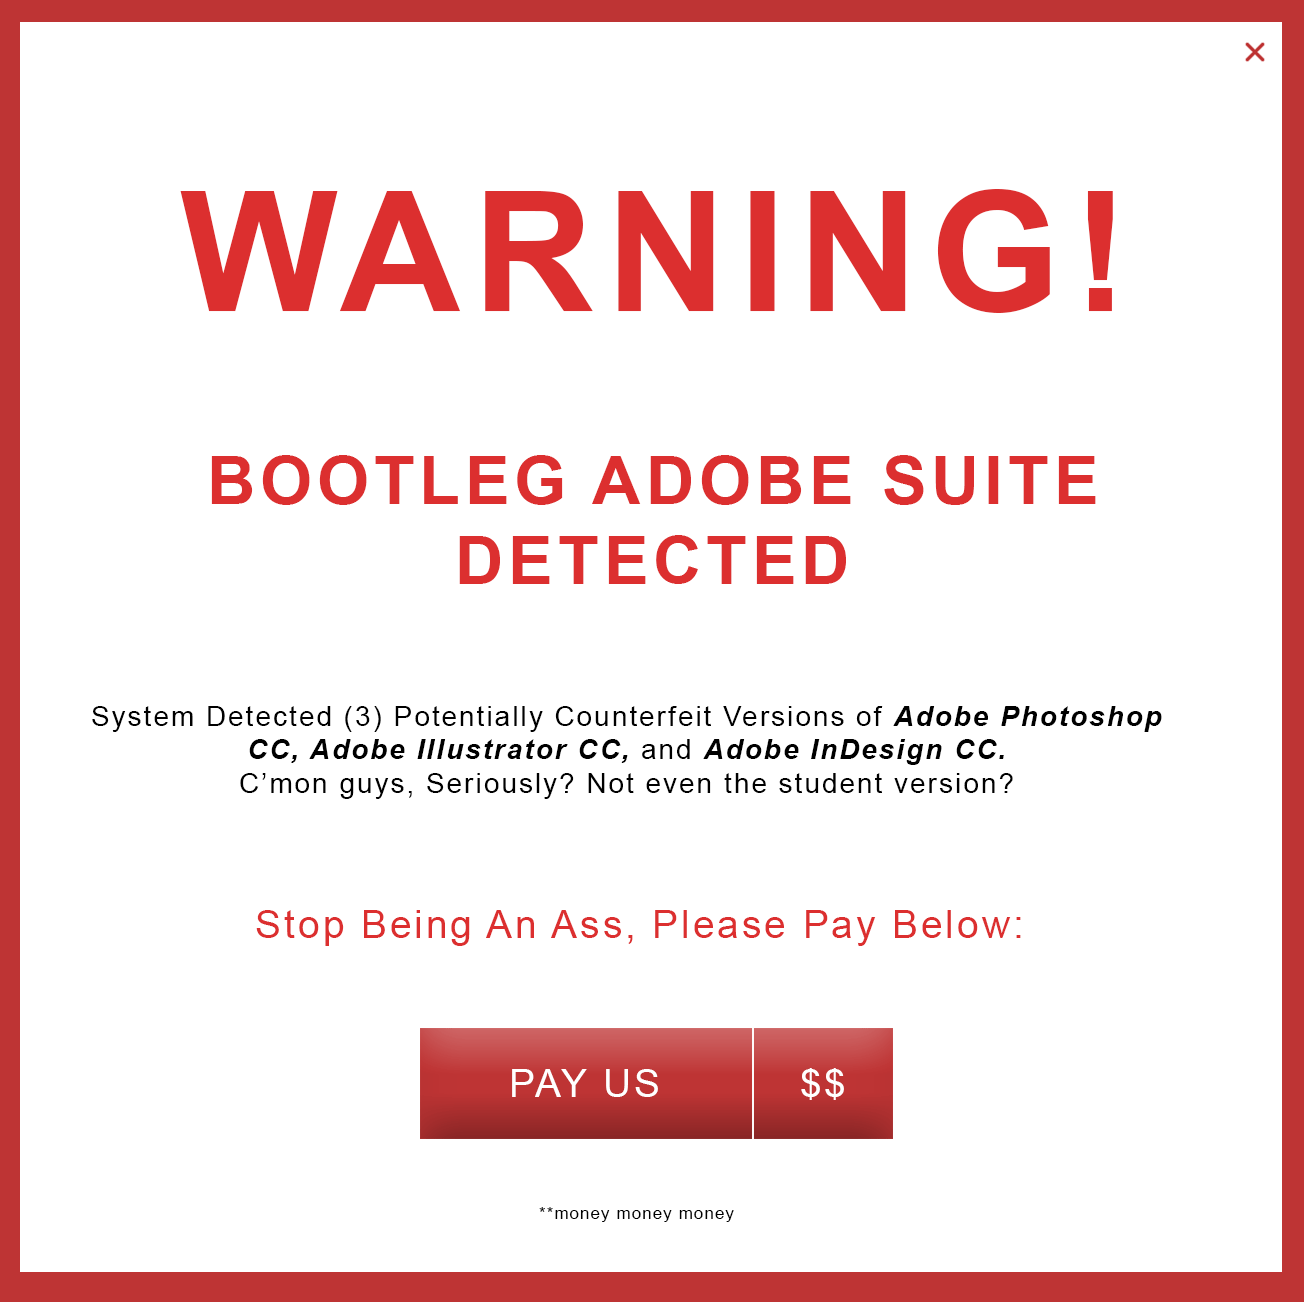 WARNING!
BOOTLEG ADOBE SUITE
DETECTED
System Detected (3) Potentially Counterfeit Versions of Adobe Photoshop
CC, Adobe Illustrator CC, and Adobe InDesign CC.
C’mon guys, Seriously? Not even the student version?
Stop Being An Ass, Please Pay Below:
PAY US $$
**money money money